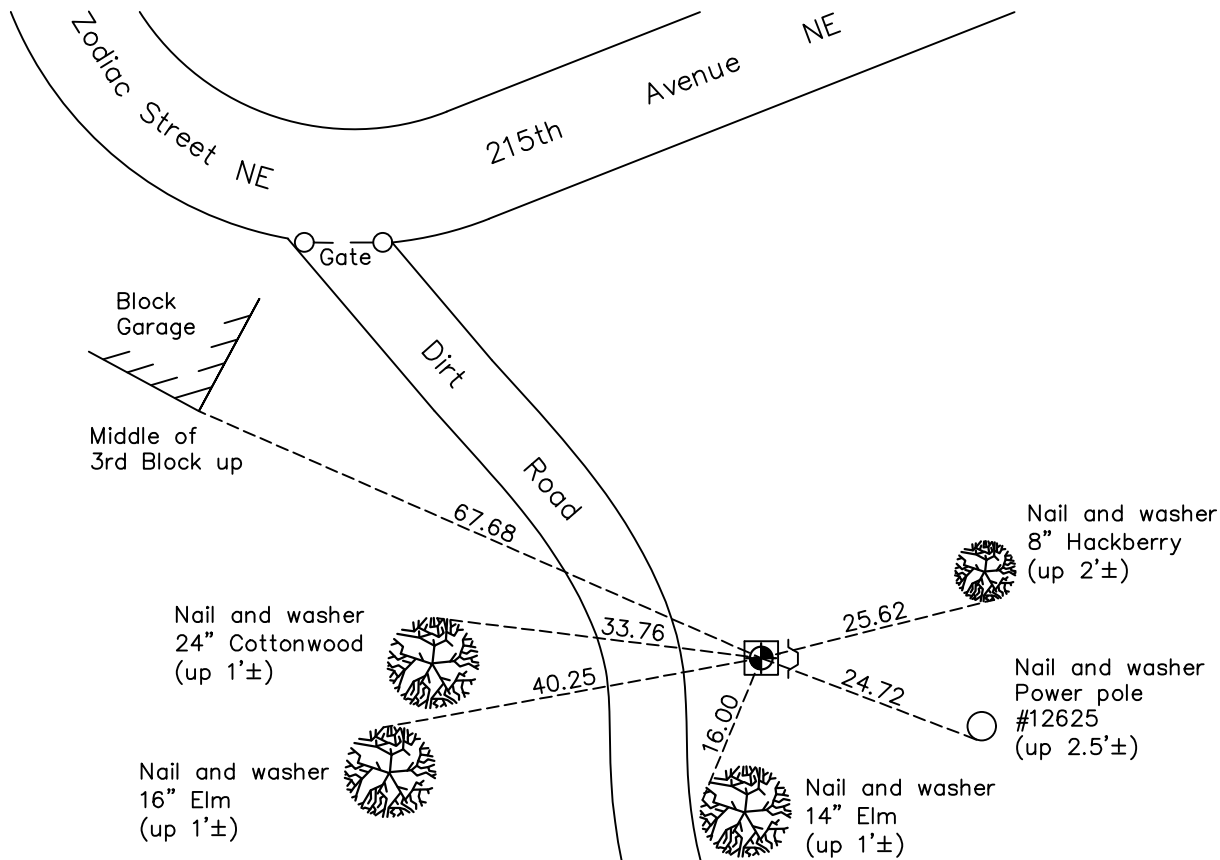 Zodiac Street NE
215th Avenue NE
Gate
Block
Garage
Dirt Road
Middle of
3rd Block up
67.68
Nail and washer
8" Hackberry
(up 2'±)
Nail and washer
24" Cottonwood
(up 1'±)
33.76
25.62
40.25
24.72
16.00
Nail and washer
Power pole
#12625
(up 2.5'±)
Nail and washer
16" Elm
(up 1'±)
Nail and washer
14" Elm
(up 1'±)